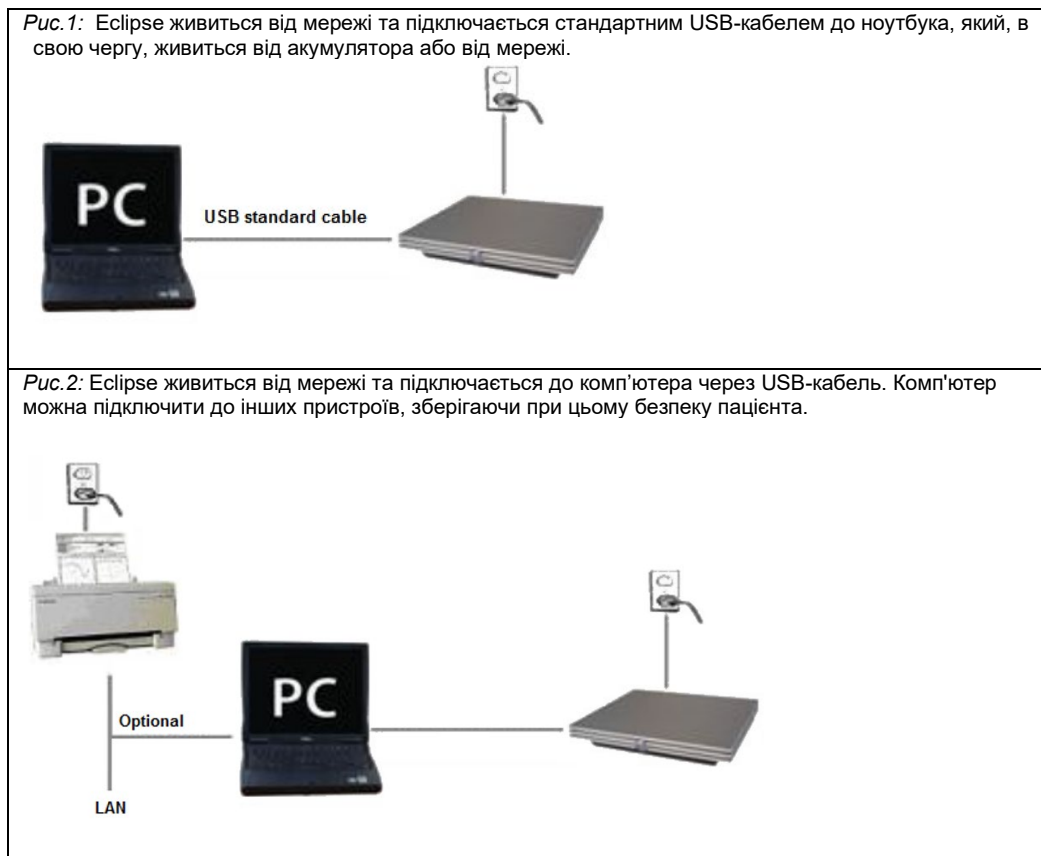 Рис.1: Eclipse живиться від мережі та підключається стандартним USB-кабелем до ноутбука, який, в
свою чергу, живиться від акумулятора або від мережі.
PC
USB standard cable
Рис.2: Eclipse живиться від мережі та підключається до комп’ютера через USB-кабель. Комп'ютер
можна підключити до інших пристроїв, зберігаючи при цьому безпеку пацієнта.
PC
Optional
LAN